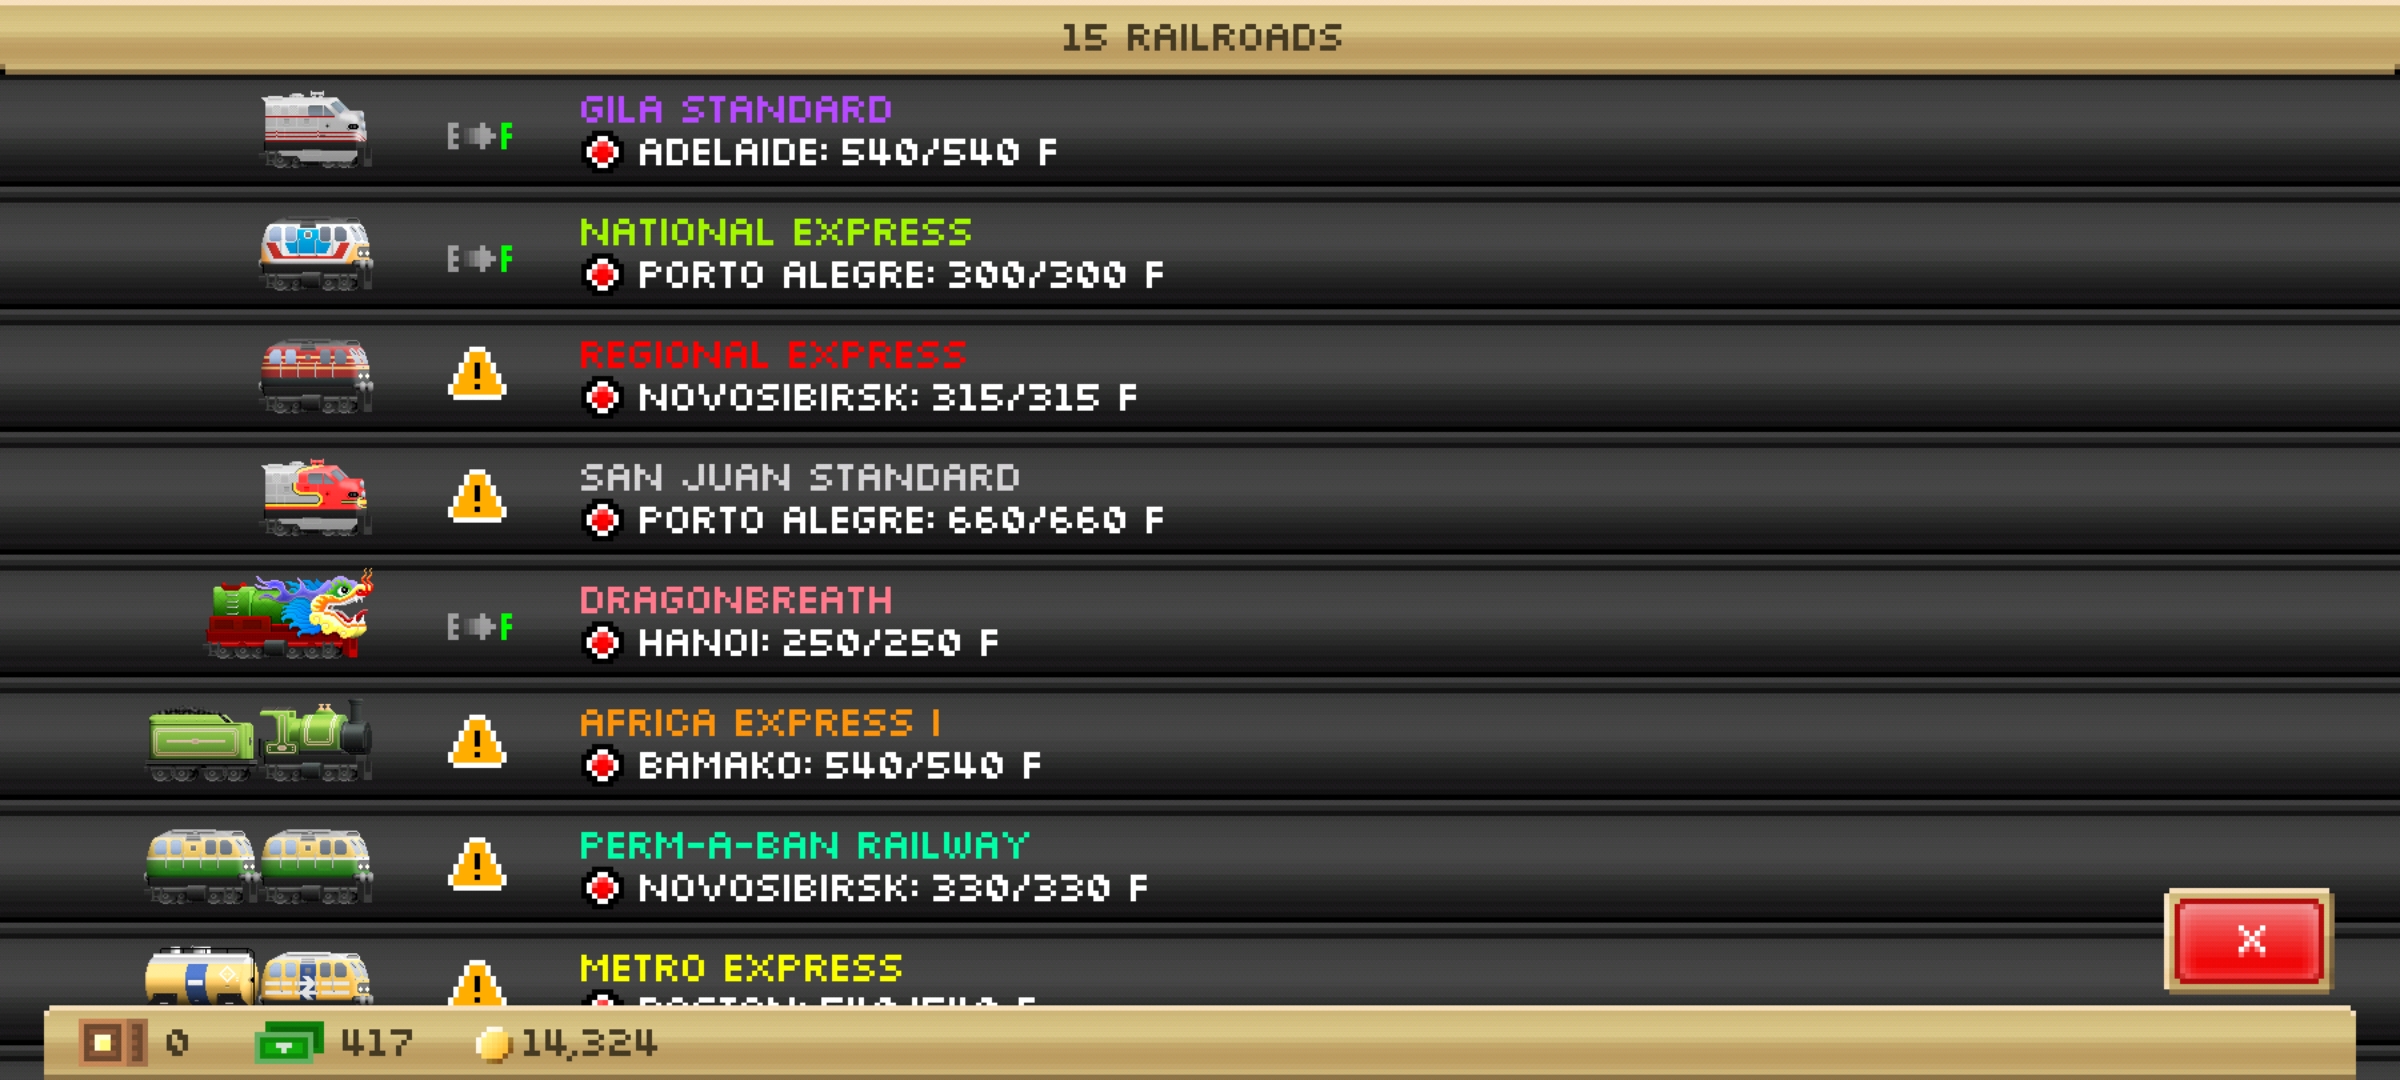 15 RAILROADS
GILA STANDARD
E F
ADELAIDE: 540/540 F
NATIONAL EXPRESS
E F
PORTO ALEGRE: 300/300 F
REGIONAL EXPRESS
!
NOVOSIBIRSK: 315/315 F
SAN JUAN STANDARD
!
PORTO ALEGRE: 660/660 F
DRAGONBREATH
E F
HANOI: 250/250 F
AFRICA EXPRESS I
!
BAMAKO: 540/540 F
PERM-A-BAN RAILWAY
!
NOVOSIBIRSK: 330/330 F
METRO EXPRESS
!
X
0 417 14,324